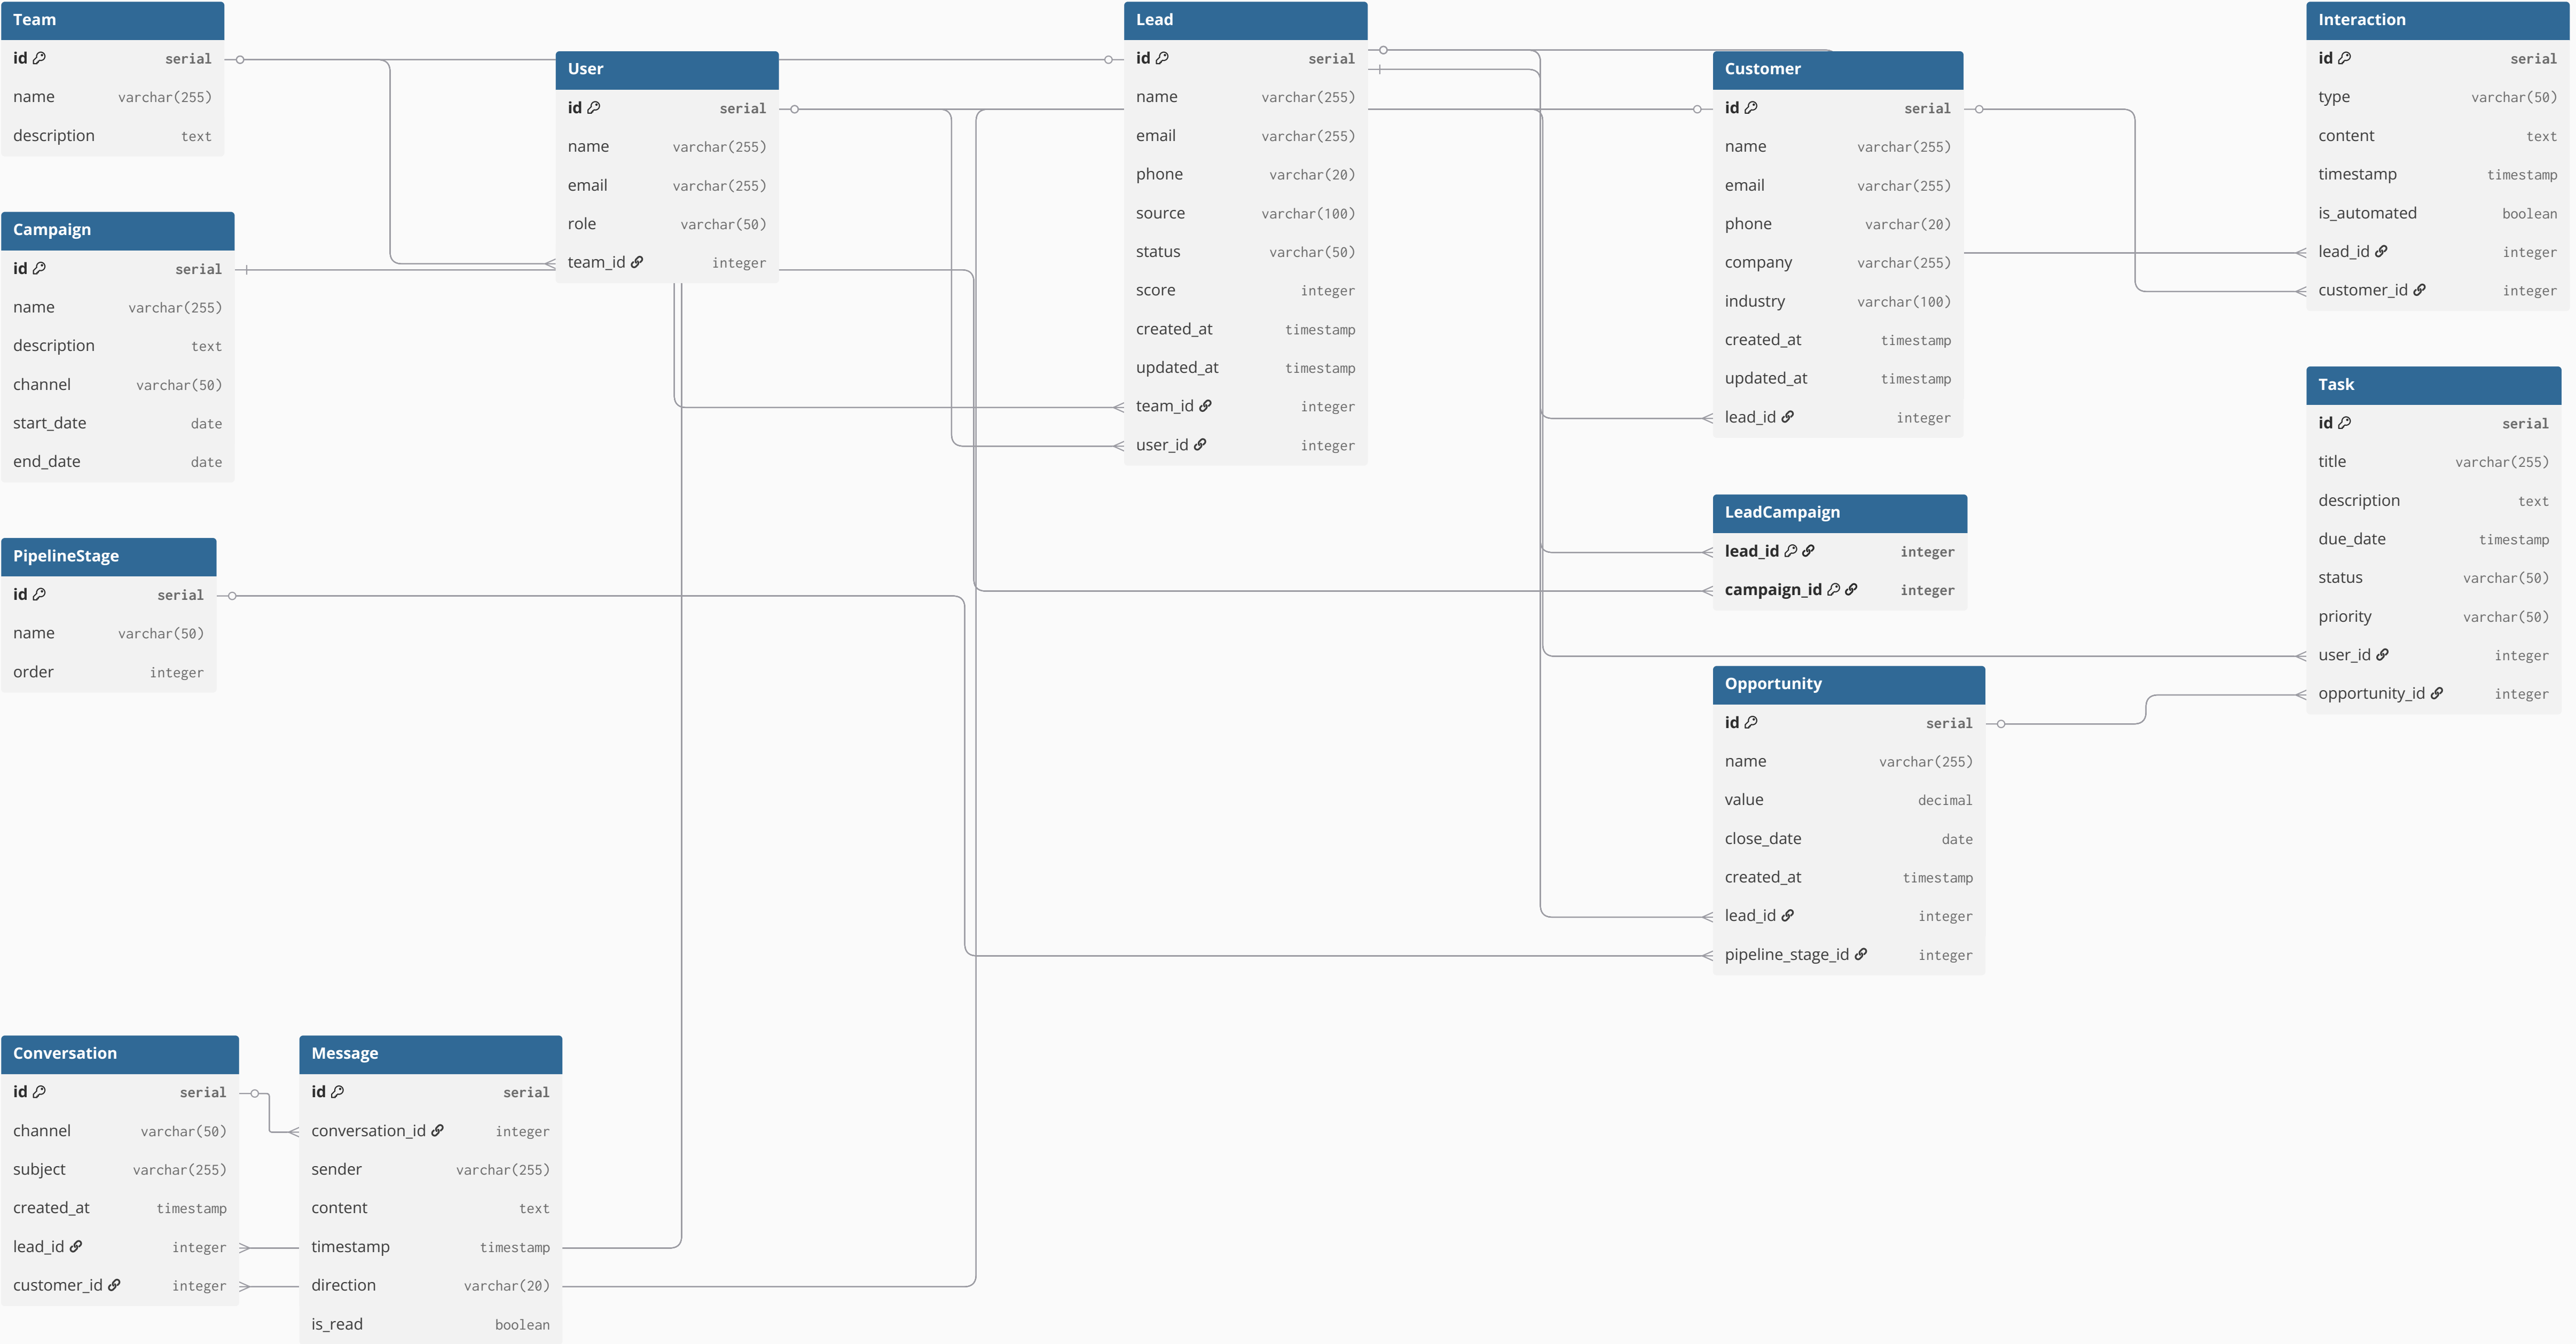 Team
id serial
name varchar(255)
description text
Campaign
id serial
name varchar(255)
description text
channel varchar(50)
start_date date
end_date date
PipelineStage
id serial
name varchar(50)
order integer
Conversation
id serial
channel varchar(50)
subject varchar(255)
created_at timestamp
lead_id integer
customer_id integer
Message
id serial
conversation_id integer
sender varchar(255)
content text
timestamp timestamp
direction varchar(20)
is_read boolean
User
id serial
name varchar(255)
email varchar(255)
role varchar(50)
team_id integer
Lead
id serial
name varchar(255)
email varchar(255)
phone varchar(20)
source varchar(100)
status varchar(50)
score integer
created_at timestamp
updated_at timestamp
team_id integer
user_id integer
Customer
id serial
name varchar(255)
email varchar(255)
phone varchar(20)
company varchar(255)
industry varchar(100)
created_at timestamp
updated_at timestamp
lead_id integer
LeadCampaign
lead_id integer
campaign_id integer
Opportunity
id serial
name varchar(255)
value decimal
close_date date
created_at timestamp
lead_id integer
pipeline_stage_id integer
Interaction
id serial
type varchar(50)
content text
timestamp timestamp
is_automated boolean
lead_id integer
customer_id integer
Task
id serial
title varchar(255)
description text
due_date timestamp
status varchar(50)
priority varchar(50)
user_id integer
opportunity_id integer